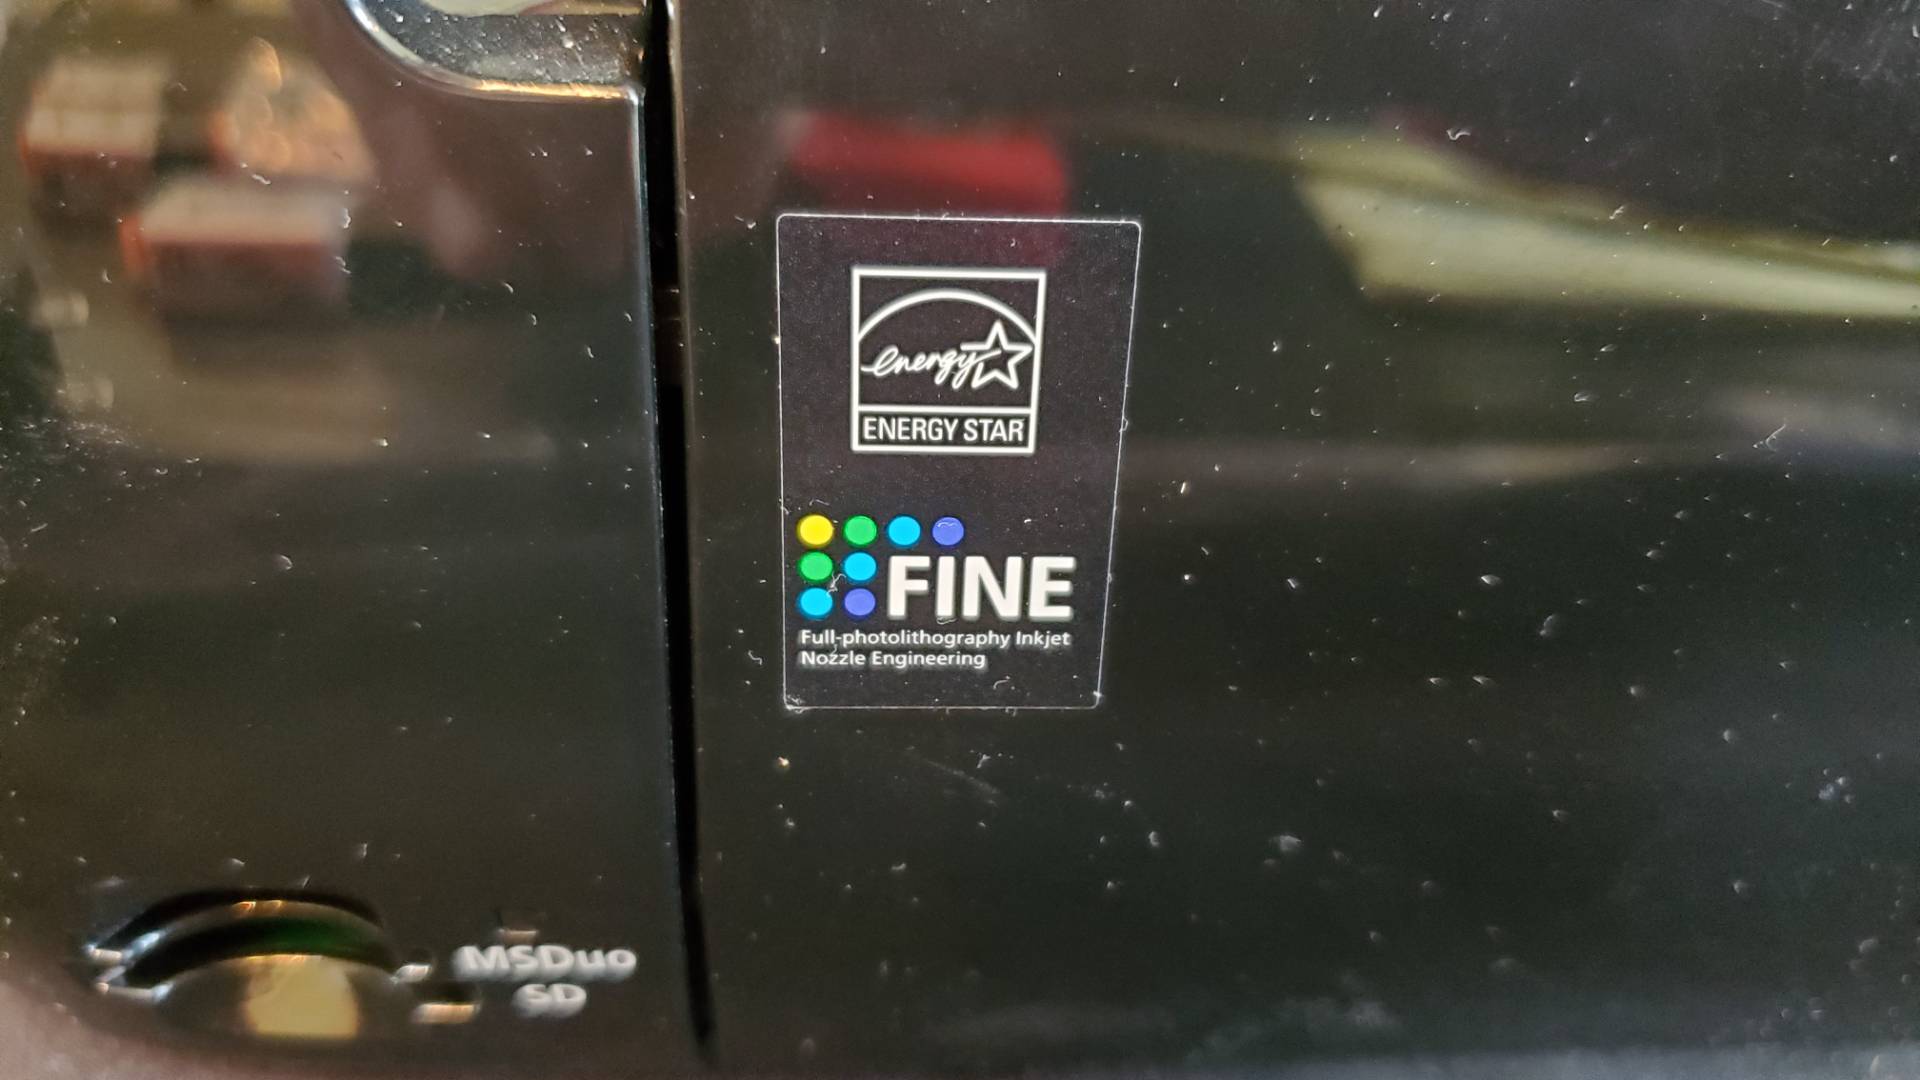 energy
ENERGY STAR
FINE
Full-photolithography Inkjet
Nozzle Engineering
MSDuo
SD